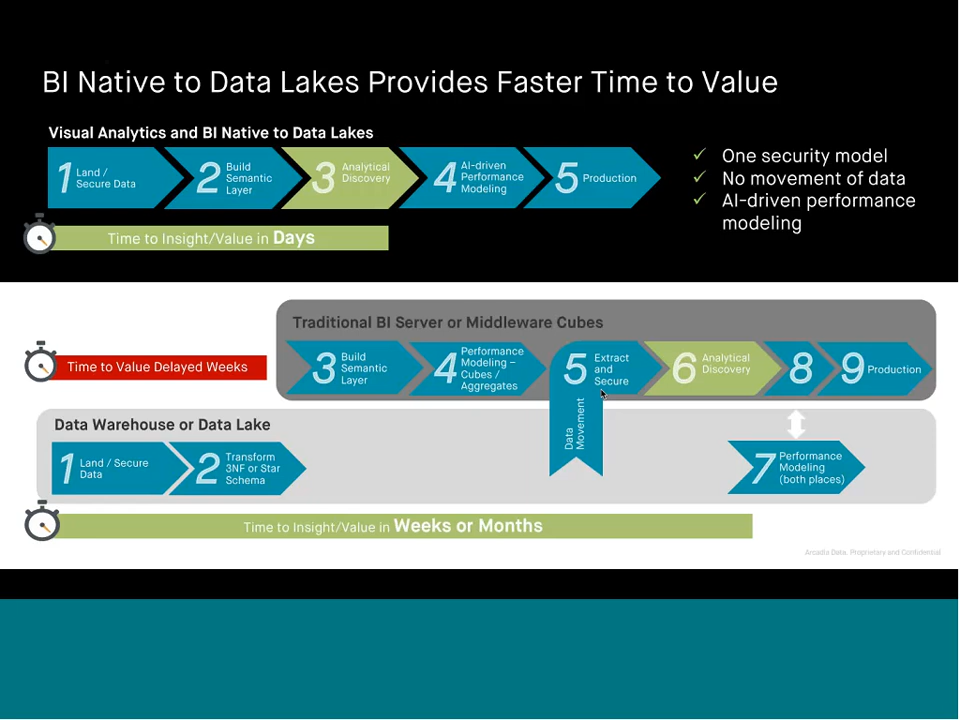 BI Native to Data Lakes Provides Faster Time to Value
Visual Analytics and BI Native to Data Lakes
1 Land /
Secure Data
2 Build
Semantic
Layer
3 Analytical
Discovery
4 AI-driven
Performance
Modeling
5 Production
✓ One security model
✓ No movement of data
✓ AI-driven performance
modeling
Time to Insight/Value in Days
Traditional BI Server or Middleware Cubes
Time to Value Delayed Weeks
3 Build
Semantic
Layer
4 Performance
Modeling –
Cubes /
Aggregates
5 Extract
and
Secure
Data
Movement
6 Analytical
Discovery
8
9 Production
Data Warehouse or Data Lake
1 Land / Secure
Data
2 Transform
3NF or Star
Schema
7 Performance
Modeling
(both places)
Time to Insight/Value in Weeks or Months
Arcadia Data. Proprietary and Confidential